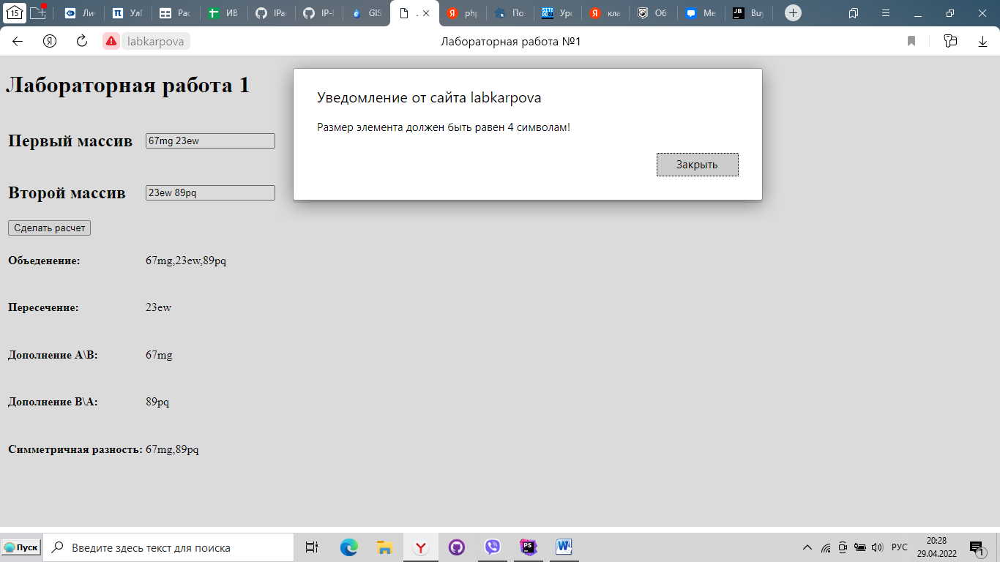 15 Ли Ул Рас ИВ IPa IP- GIS php По Уро кла Об Ме Buy
labkarpova Лабораторная работа №1
Лабораторная работа 1
Уведомление от сайта labkarpova
Размер элемента должен быть равен 4 символам!
Закрыть
Первый массив 67mg 23ew
Второй массив 23ew 89pq
Сделать расчет
Объеденение: 67mg,23ew,89pq
Пересечение: 23ew
Дополнение A\B: 67mg
Дополнение B\A: 89pq
Симметричная разность: 67mg,89pq
Пуск Введите здесь текст для поиска РУС 20:28
29.04.2022 1